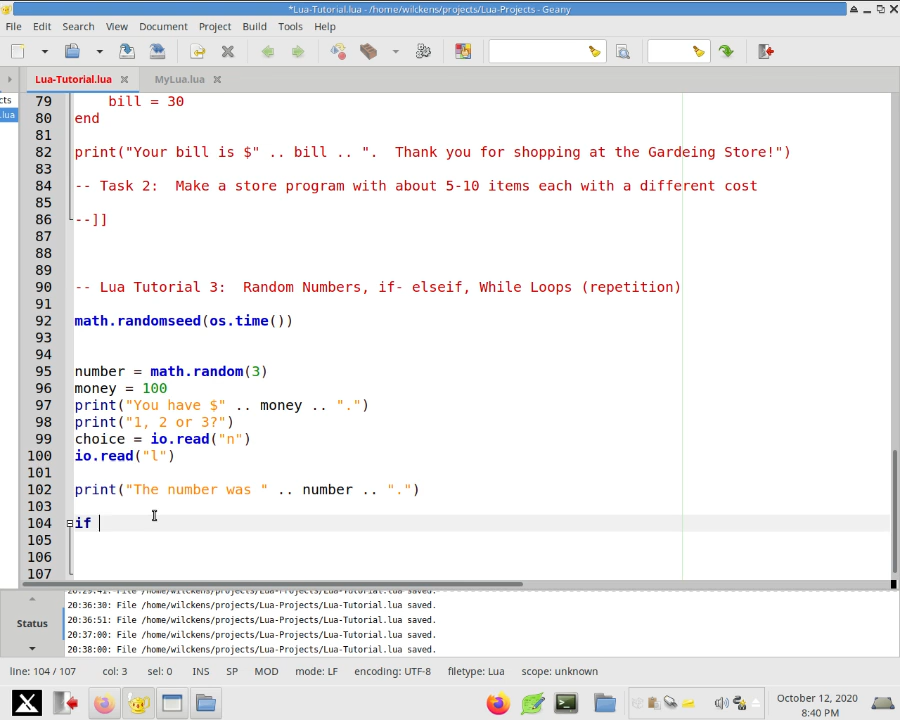 *Lua-Tutorial.lua - /home/wilckens/projects/Lua-Projects - Geany
File Edit Search View Document Project Build Tools Help
Lua-Tutorial.lua MyLua.lua
cts
.lua
79 bill = 30
80 end
81
82 print("Your bill is $" .. bill .. ".  Thank you for shopping at the Gardeing Store!")
83
84 -- Task 2:  Make a store program with about 5-10 items each with a different cost
85
86 --]]
87
88
89
90 -- Lua Tutorial 3:  Random Numbers, if- elseif, While Loops (repetition)
91
92 math.randomseed(os.time())
93
94
95 number = math.random(3)
96 money = 100
97 print("You have $" .. money .. ".")
98 print("1, 2 or 3?")
99 choice = io.read("n")
100 io.read("l")
101
102 print("The number was " .. number .. ".")
103
104 if
105
106
107
20:36:30: File /home/wilckens/projects/Lua-Projects/Lua-Tutorial.lua saved.
20:36:51: File /home/wilckens/projects/Lua-Projects/Lua-Tutorial.lua saved.
Status
20:37:00: File /home/wilckens/projects/Lua-Projects/Lua-Tutorial.lua saved.
20:38:00: File /home/wilckens/projects/Lua-Projects/Lua-Tutorial.lua saved.
line: 104 / 107 col: 3 sel: 0 INS SP MOD mode: LF encoding: UTF-8 filetype: Lua scope: unknown
October 12, 2020
8:40 PM